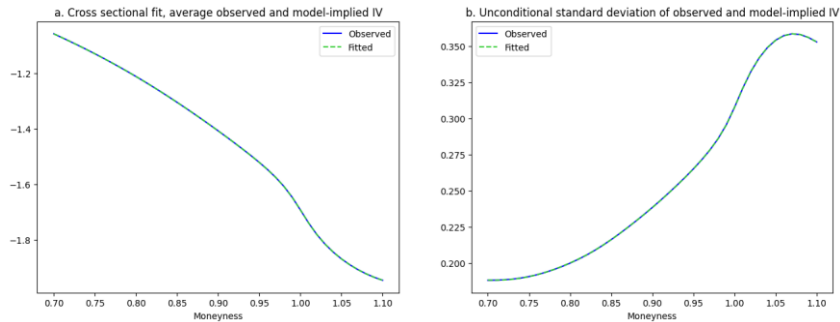 a. Cross sectional fit, average observed and model-implied IV
Observed
Fitted
−1.2
−1.4
−1.6
−1.8
0.70 0.75 0.80 0.85 0.90 0.95 1.00 1.05 1.10
Moneyness
b. Unconditional standard deviation of observed and model-implied IV
Observed
Fitted
0.350
0.325
0.300
0.275
0.250
0.225
0.200
0.70 0.75 0.80 0.85 0.90 0.95 1.00 1.05 1.10
Moneyness